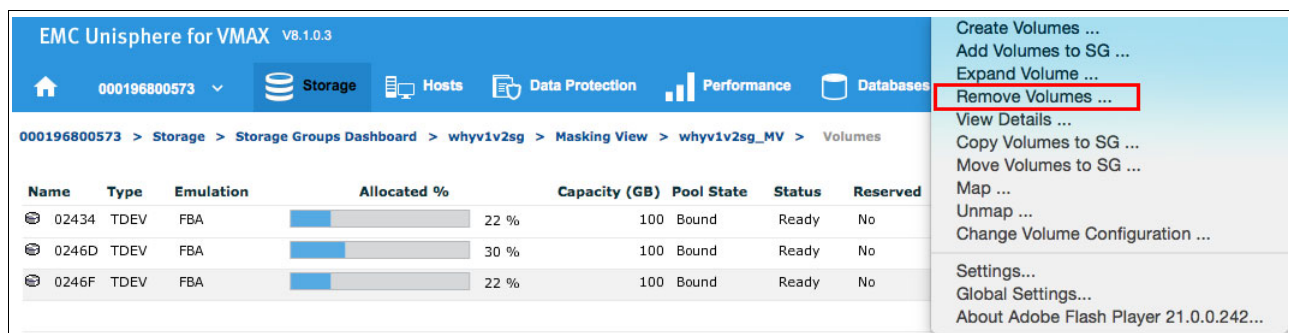 EMC Unisphere for VMAX V8.1.0.3
000196800573 Storage Hosts Data Protection Performance Databases
000196800573 > Storage > Storage Groups Dashboard > whyv1v2sg > Masking View > whyv1v2sg_MV > Volumes
Name Type Emulation Allocated % Capacity (GB) Pool State Status Reserved
02434 TDEV FBA 22 % 100 Bound Ready No
0246D TDEV FBA 30 % 100 Bound Ready No
0246F TDEV FBA 22 % 100 Bound Ready No
Create Volumes ...
Add Volumes to SG ...
Expand Volume ...
Remove Volumes ...
View Details ...
Copy Volumes to SG ...
Move Volumes to SG ...
Map ...
Unmap ...
Change Volume Configuration ...
Settings...
Global Settings...
About Adobe Flash Player 21.0.0.242...